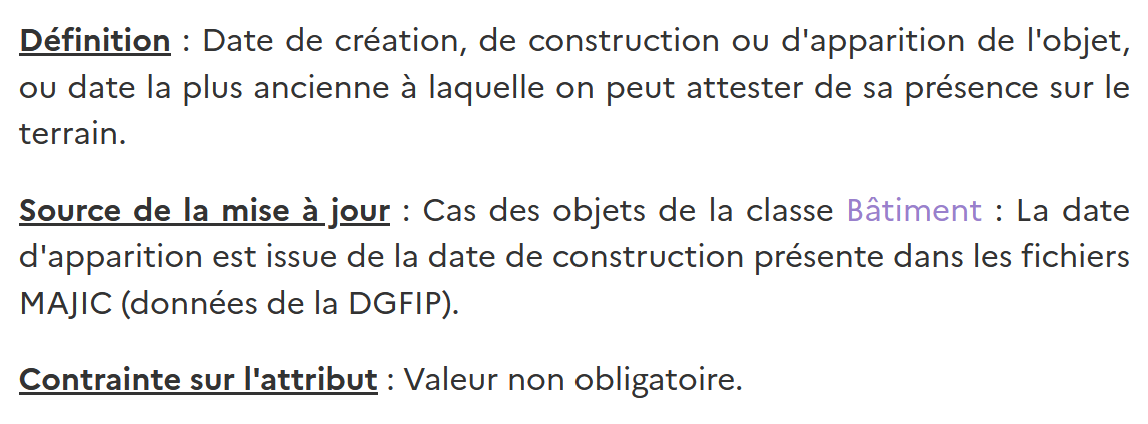 Définition : Date de création, de construction ou d'apparition de l'objet,
ou date la plus ancienne à laquelle on peut attester de sa présence sur le
terrain.
Source de la mise à jour : Cas des objets de la classe Bâtiment : La date
d'apparition est issue de la date de construction présente dans les fichiers
MAJIC (données de la DGFIP).
Contrainte sur l'attribut : Valeur non obligatoire.